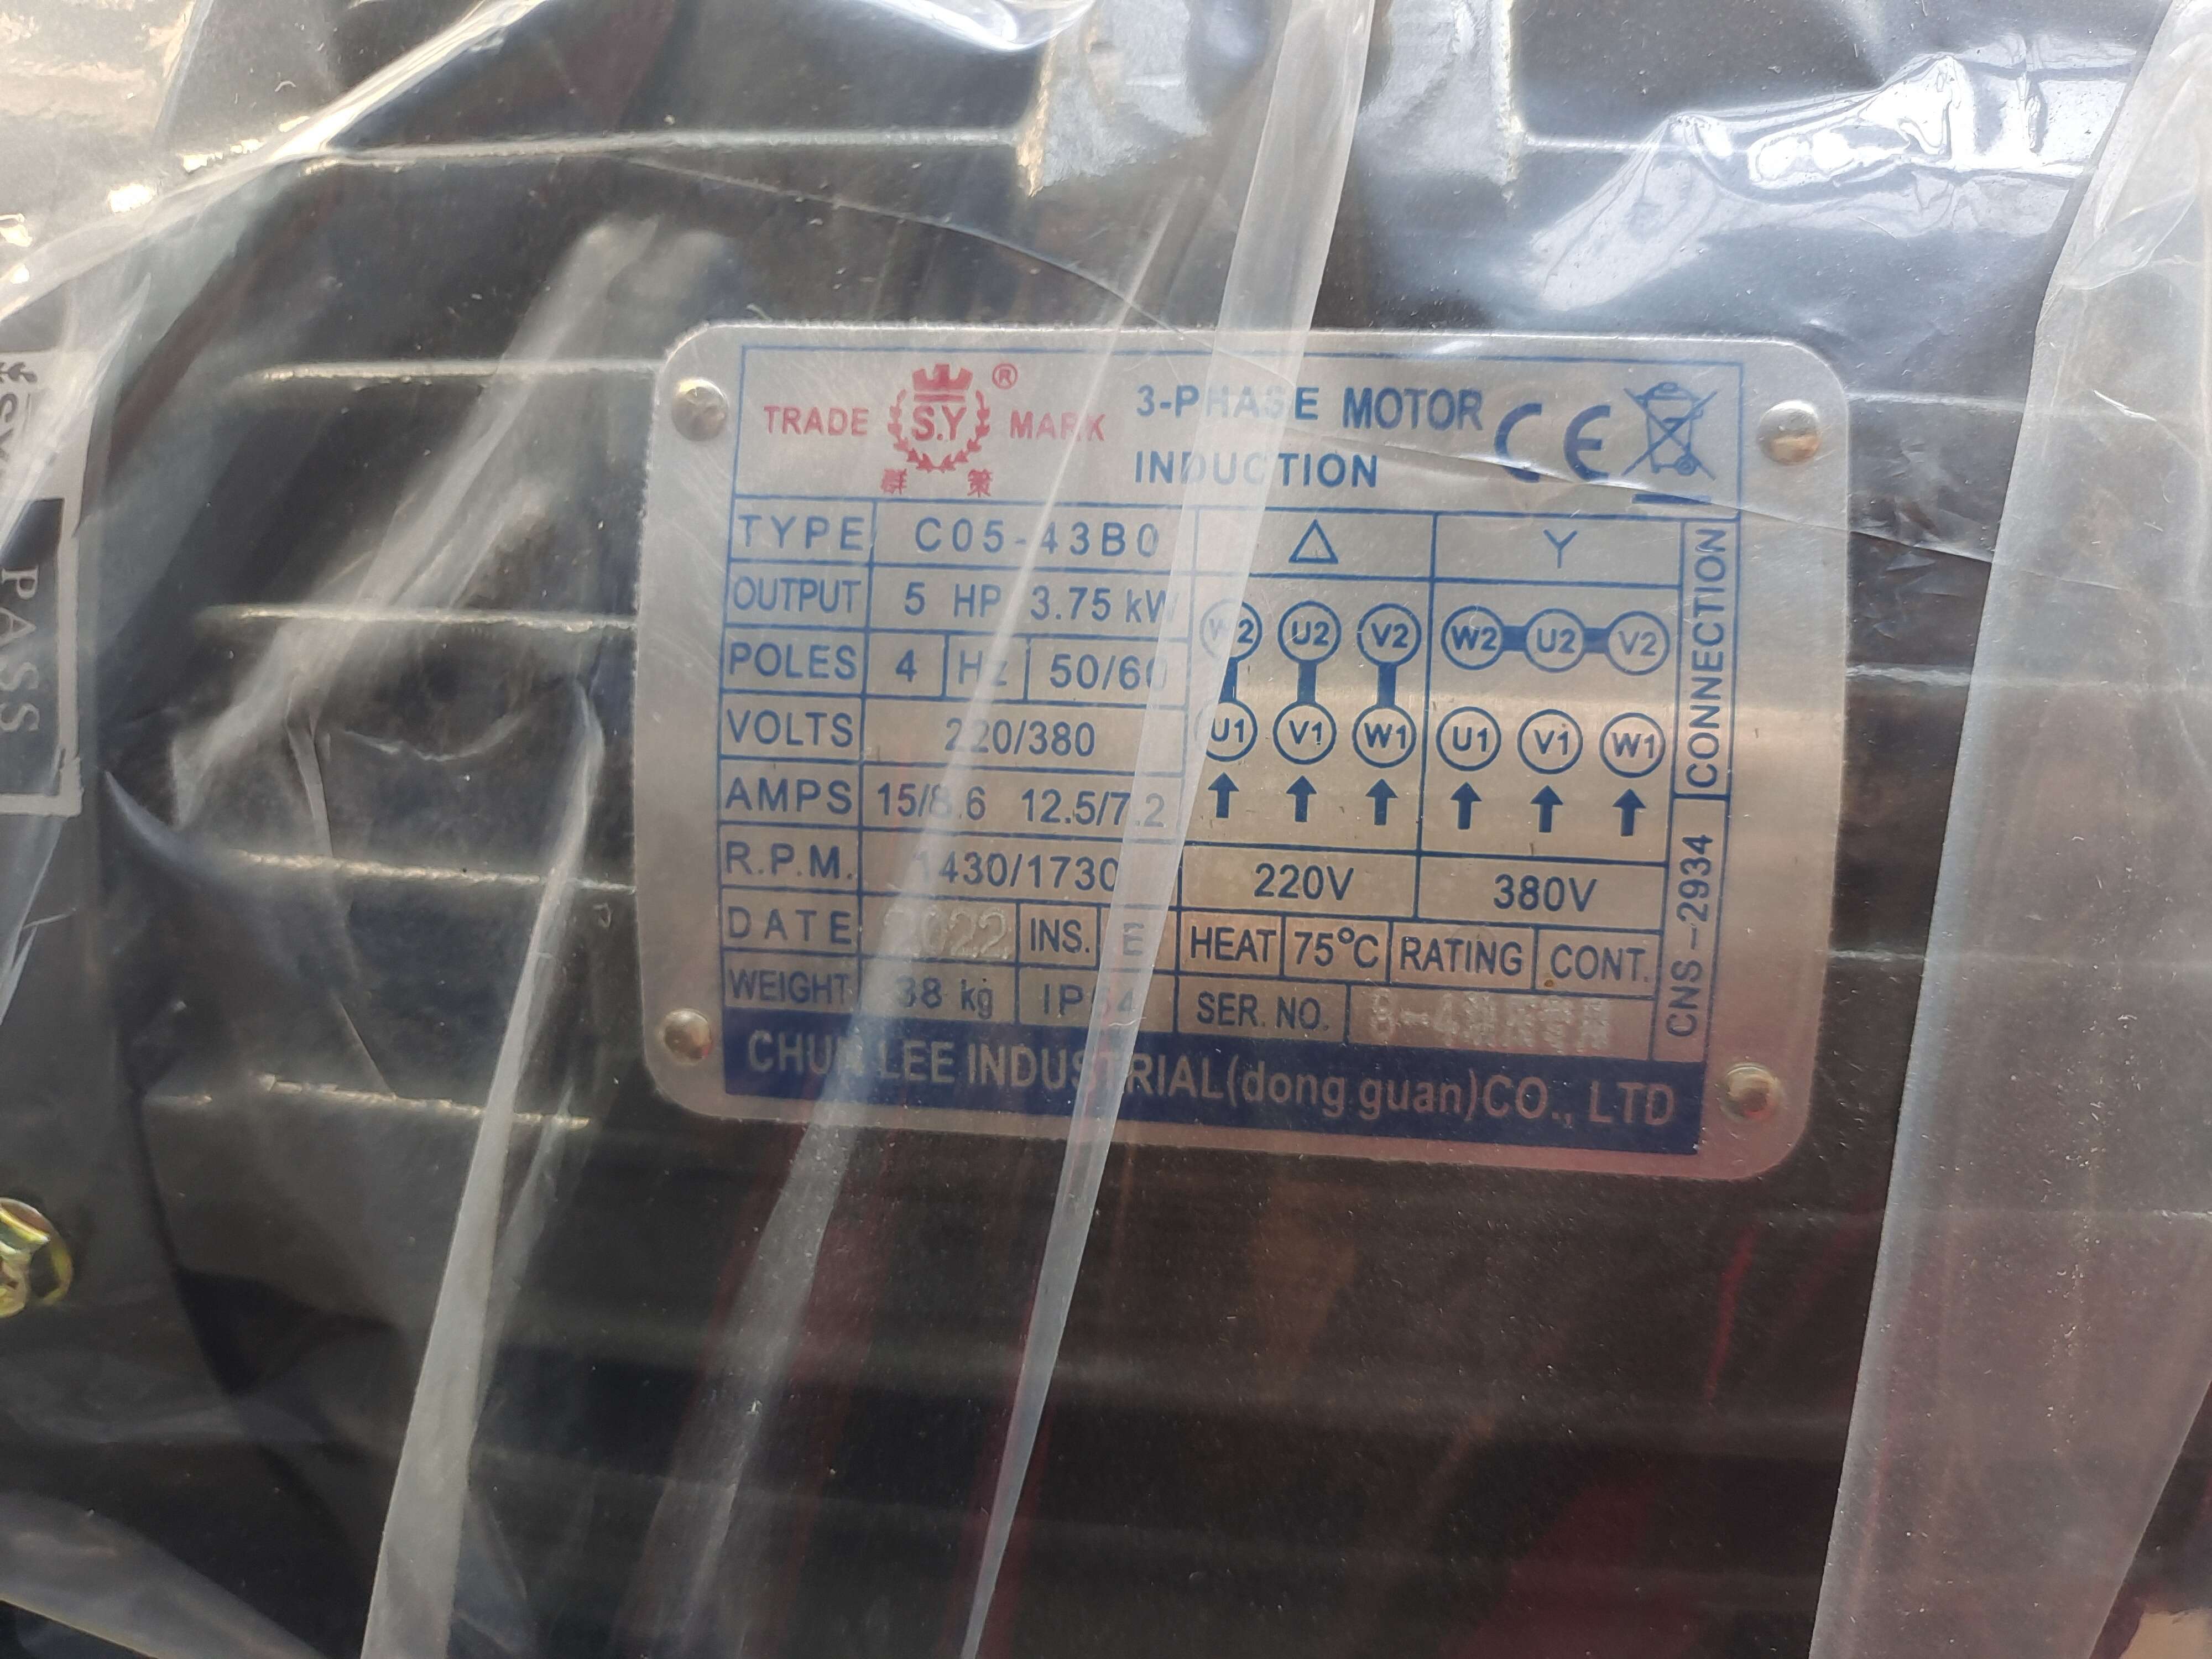 TRADE S.Y ® MARK
群 策
3-PHASE MOTOR
INDUCTION
CE
TYPE C05-43B0
OUTPUT 5 HP 3.75 kW
POLES 4 Hz 50/60
VOLTS 220/380
AMPS 15/8.6 12.5/7.2
R.P.M. 1430/1730
DATE 2022 INS. E
WEIGHT 38 kg IP54
△ Y
W2 U2 V2 W2 U2 V2
U1 V1 W1 U1 V1 W1
220V 380V
HEAT 75°C RATING CONT.
SER. NO. 8-4
CONNECTION
CNS-2934
CHUN LEE INDUSTRIAL(dong guan)CO., LTD
PASS